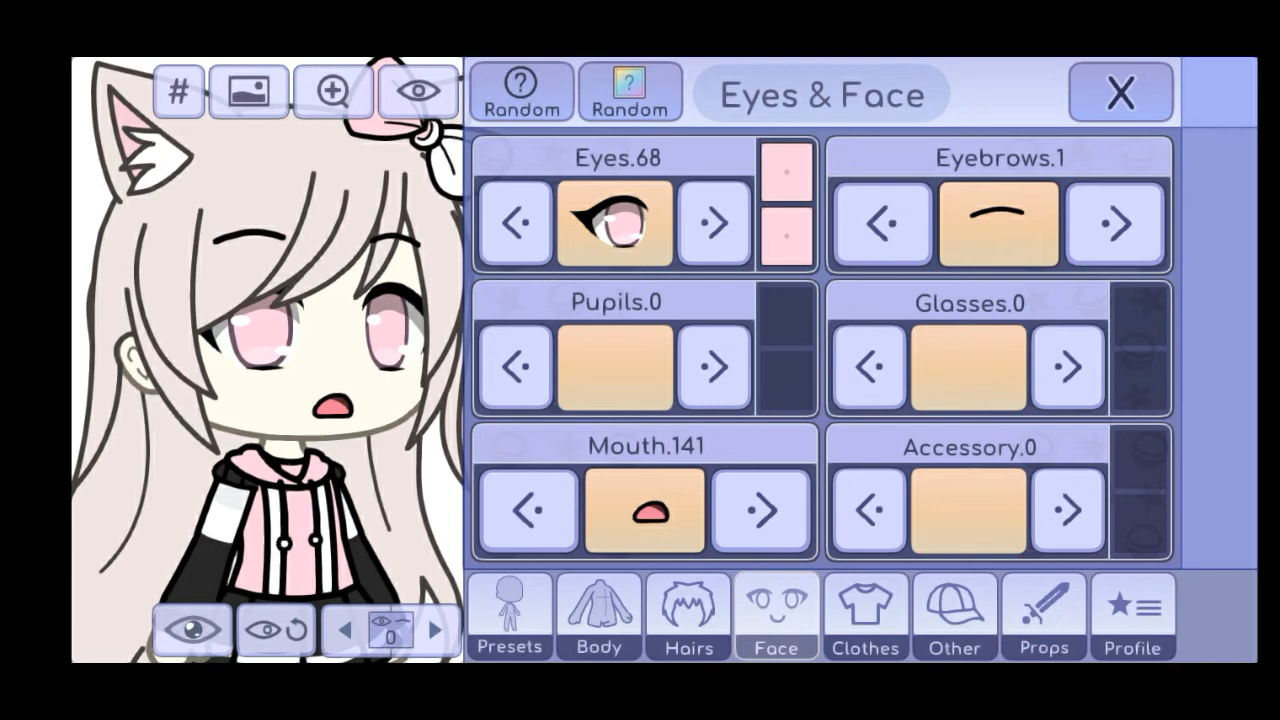 #
? Random
? Random
Eyes & Face
X
Eyes.68
Eyebrows.1
Pupils.0
Glasses.0
Mouth.141
Accessory.0
0
Presets
Body
Hairs
Face
Clothes
Other
Props
Profile